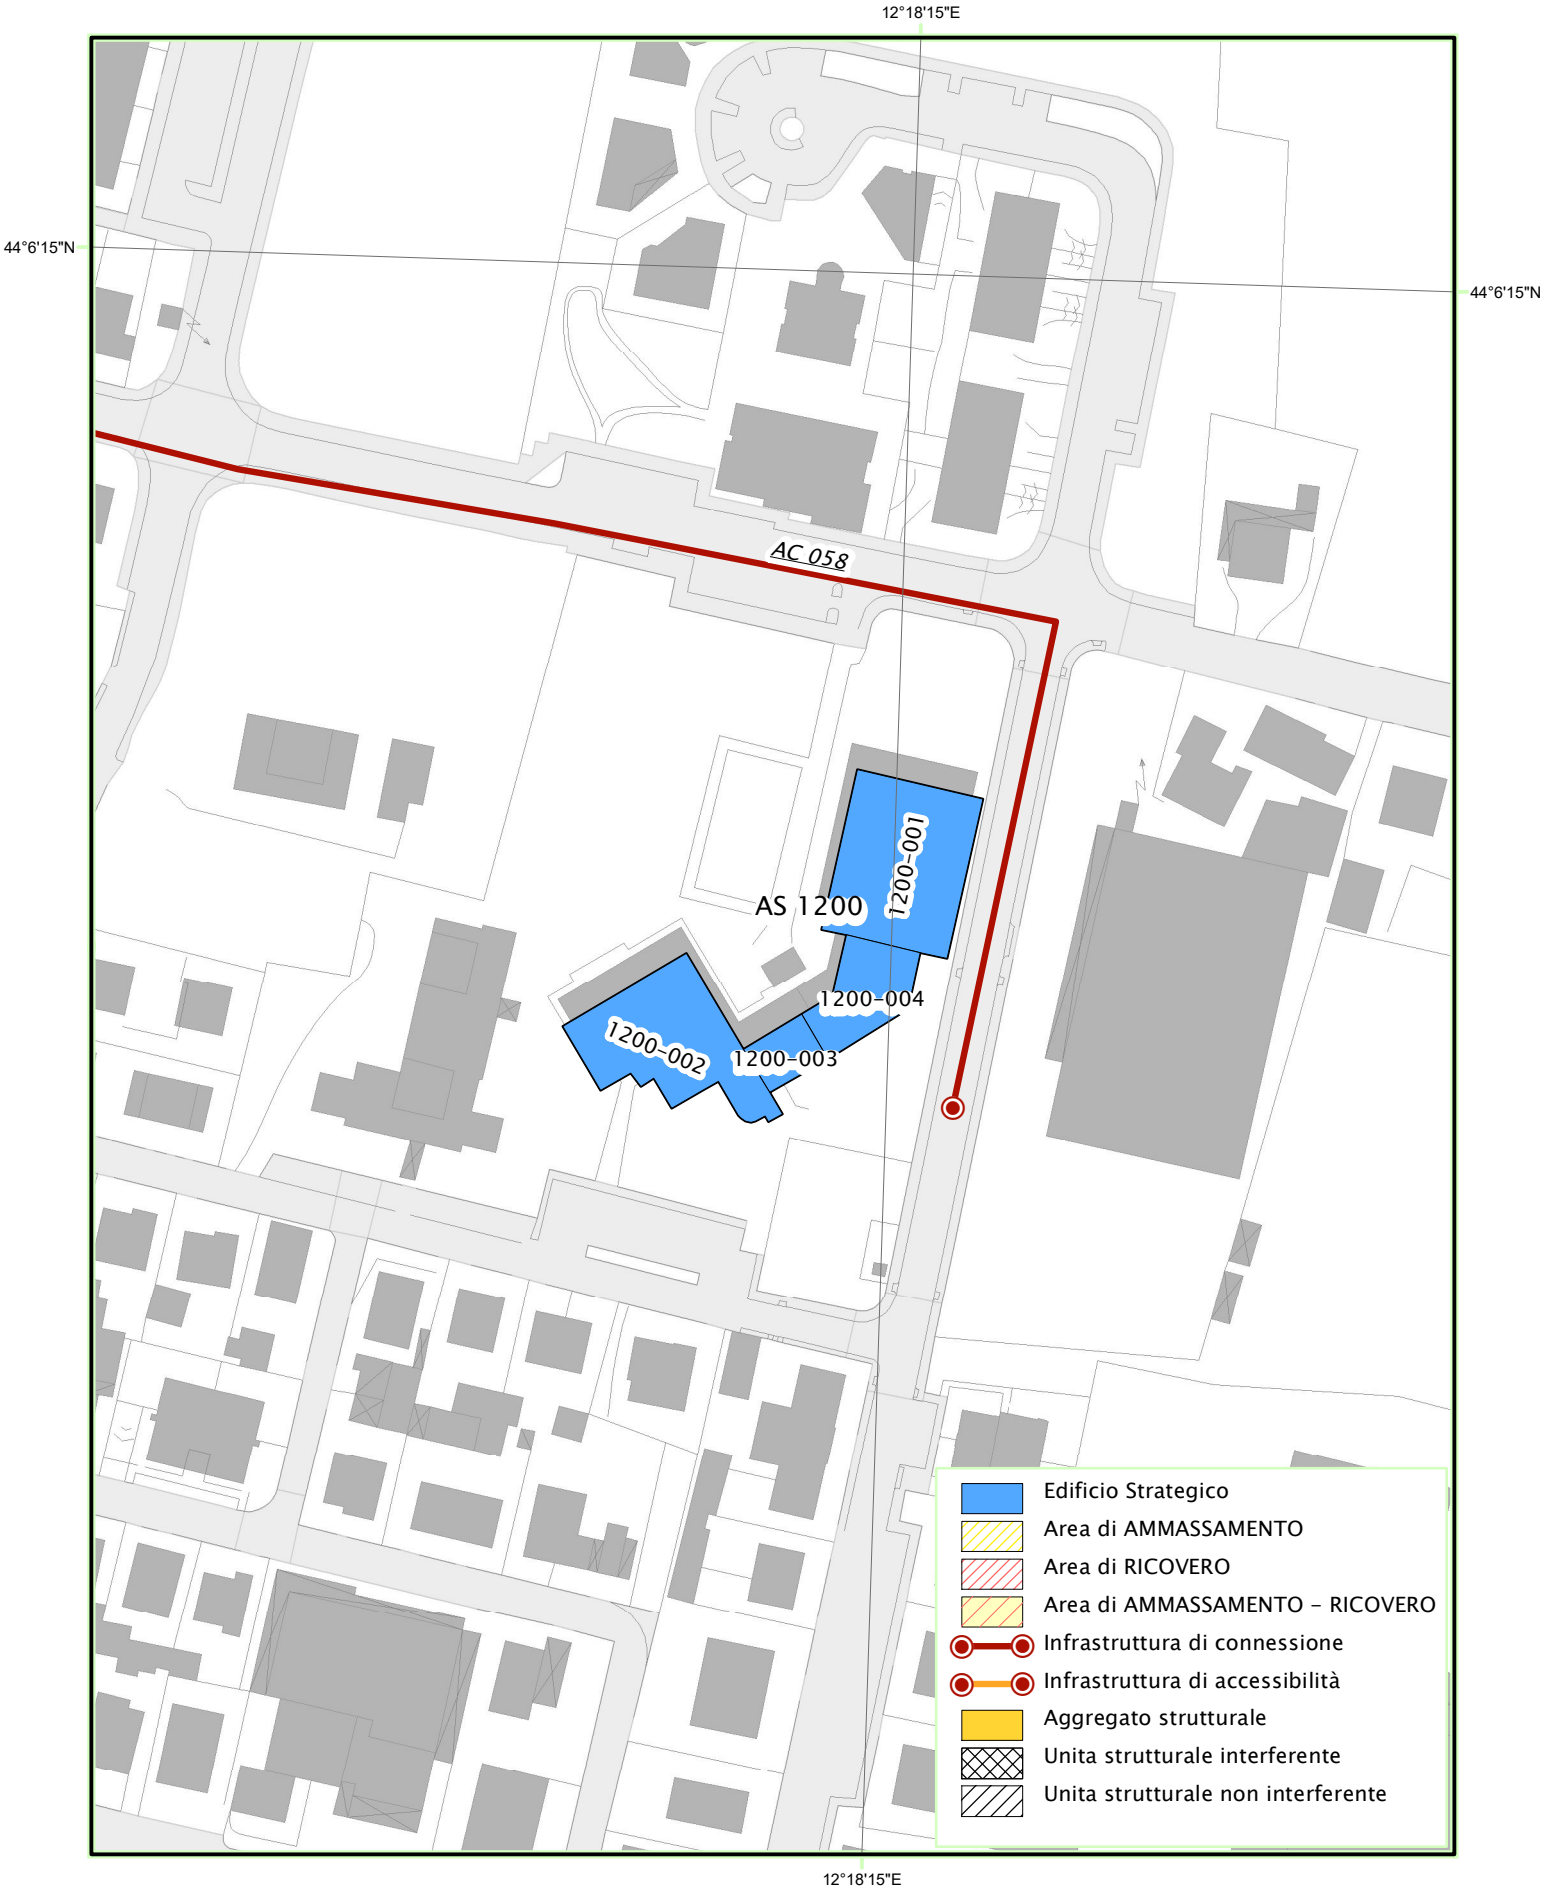 12°18'15"E
44°6'15"N
44°6'15"N
AC 058
1200-001
AS 1200
1200-004
1200-002
1200-003
Edificio Strategico
Area di AMMASSAMENTO
Area di RICOVERO
Area di AMMASSAMENTO - RICOVERO
Infrastruttura di connessione
Infrastruttura di accessibilità
Aggregato strutturale
Unita strutturale interferente
Unita strutturale non interferente
12°18'15"E